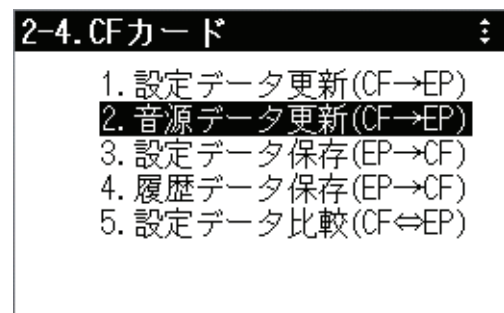 2-4.CFカード
1.設定データ更新(CF→EP)
2.音源データ更新(CF→EP)
3.設定データ保存(EP→CF)
4.履歴データ保存(EP→CF)
5.設定データ比較(CF⇔EP)